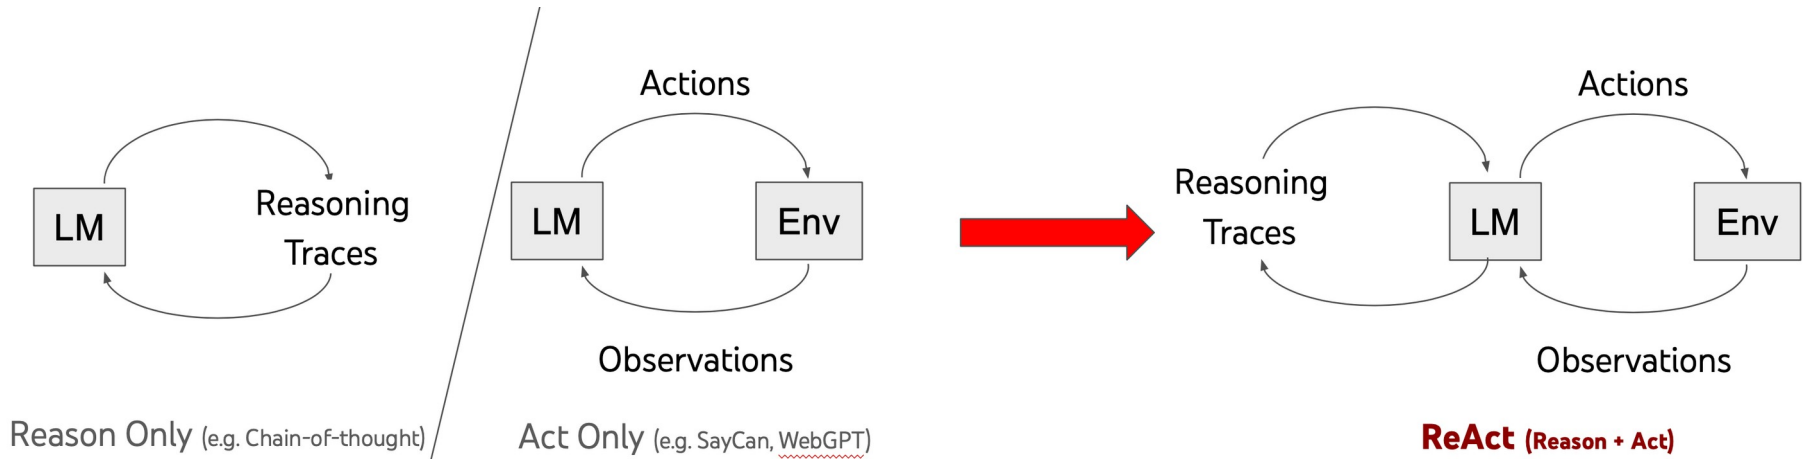 LM
Reasoning
Traces
Reason Only (e.g. Chain-of-thought)
Actions
LM
Env
Observations
Act Only (e.g. SayCan, WebGPT)
Reasoning
Traces
Actions
LM
Env
Observations
ReAct (Reason + Act)